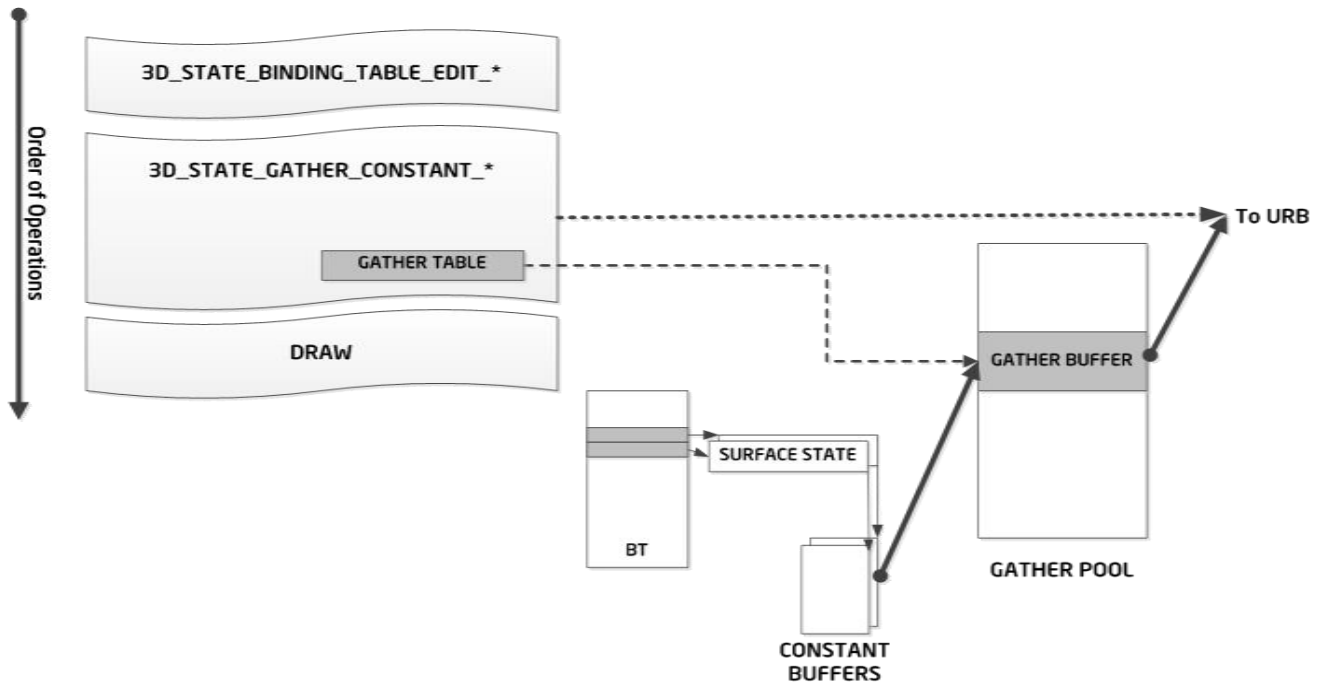 3D_STATE_BINDING_TABLE_EDIT_*
Order of Operations
3D_STATE_GATHER_CONSTANT_*
To URB
GATHER TABLE
DRAW
GATHER BUFFER
SURFACE STATE
BT
GATHER POOL
CONSTANT
BUFFERS